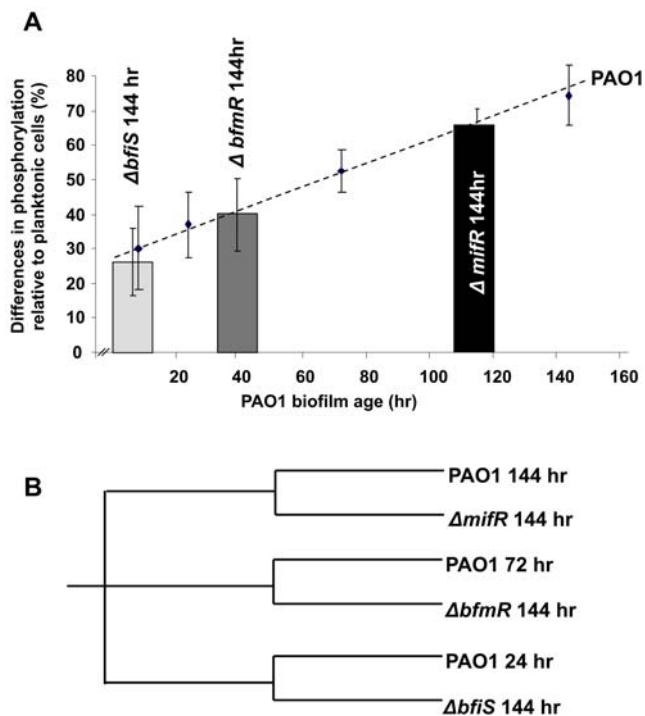 A
Differences in phosphorylation
relative to planktonic cells (%)
80
70
60
50
40
30
20
10
0
ΔbfiS 144 hr
Δ bfmR 144hr
Δ mifR 144hr
PAO1
20
40
60
80
100
120
140
160
PAO1 biofilm age (hr)
B
PAO1 144 hr
ΔmifR 144 hr
PAO1 72 hr
ΔbfmR 144 hr
PAO1 24 hr
ΔbfiS 144 hr